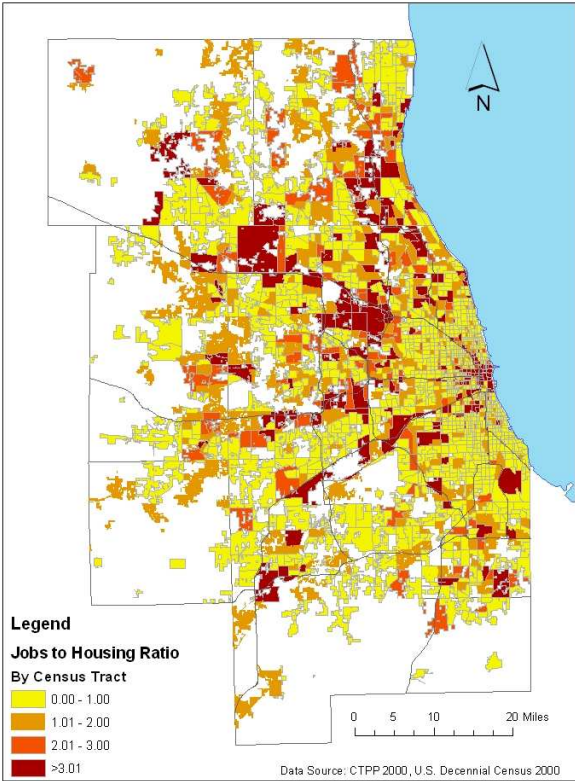 N
Legend
Jobs to Housing Ratio
By Census Tract
0.00 - 1.00
1.01 - 2.00
2.01 - 3.00
>3.01
0 5 10 20 Miles
Data Source: CTPP 2000, U.S. Decennial Census 2000